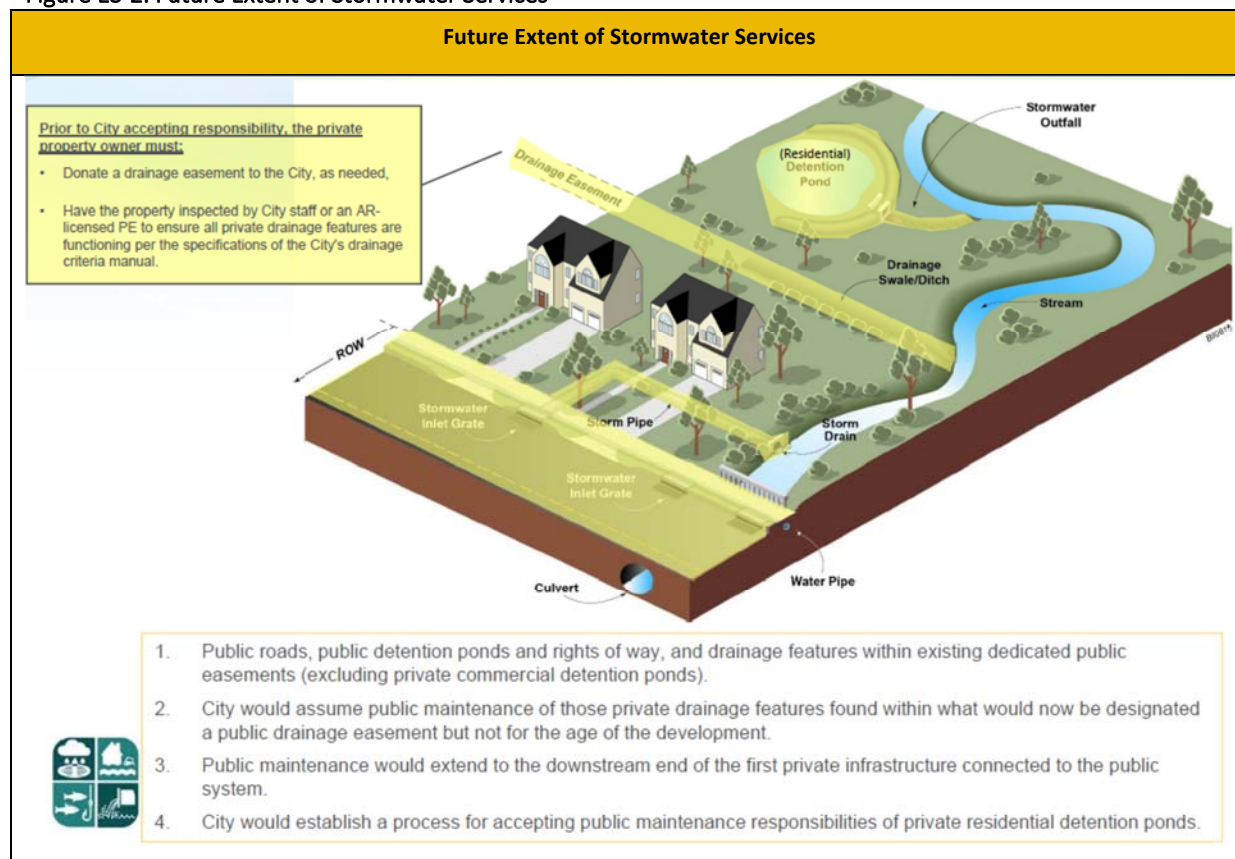 Figure ES-2. Future Extent of Stormwater Services
Future Extent of Stormwater Services
Prior to City accepting responsibility, the private
property owner must:
• Donate a drainage easement to the City, as needed,
• Have the property inspected by City staff or an AR-
licensed PE to ensure all private drainage features are
functioning per the specifications of the City's drainage
criteria manual.
Stormwater
Outfall
(Residential)
Detention
Pond
Drainage Easement
Drainage
Swale/Ditch
Stream
ROW
Stormwater
Inlet Grate
Storm Pipe
Storm
Drain
Stormwater
Inlet Grate
Water Pipe
Culvert
1. Public roads, public detention ponds and rights of way, and drainage features within existing dedicated public
easements (excluding private commercial detention ponds).
2. City would assume public maintenance of those private drainage features found within what would now be designated
a public drainage easement but not for the age of the development.
3. Public maintenance would extend to the downstream end of the first private infrastructure connected to the public
system.
4. City would establish a process for accepting public maintenance responsibilities of private residential detention ponds.